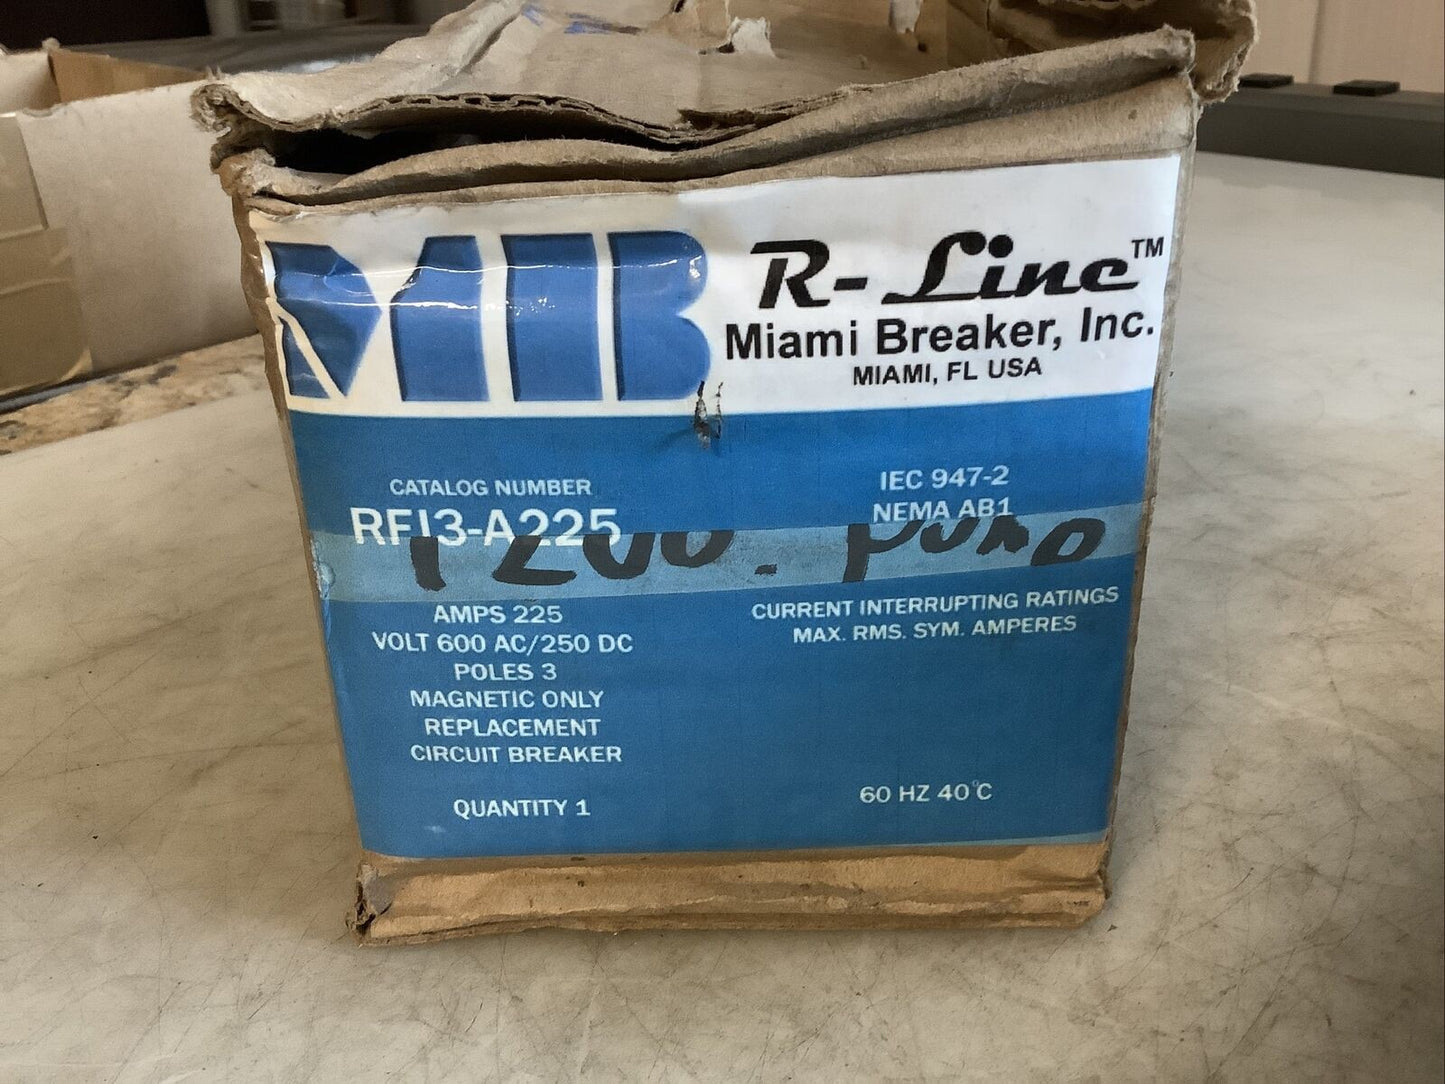 MIB
R-Line™
Miami Breaker, Inc.
MIAMI, FL USA
CATALOG NUMBER
RFI3-A225
AMPS 225
VOLT 600 AC/250 DC
POLES 3
MAGNETIC ONLY
REPLACEMENT
CIRCUIT BREAKER
QUANTITY 1
IEC 947-2
NEMA AB1
CURRENT INTERRUPTING RATINGS
MAX. RMS. SYM. AMPERES
60 HZ 40°C